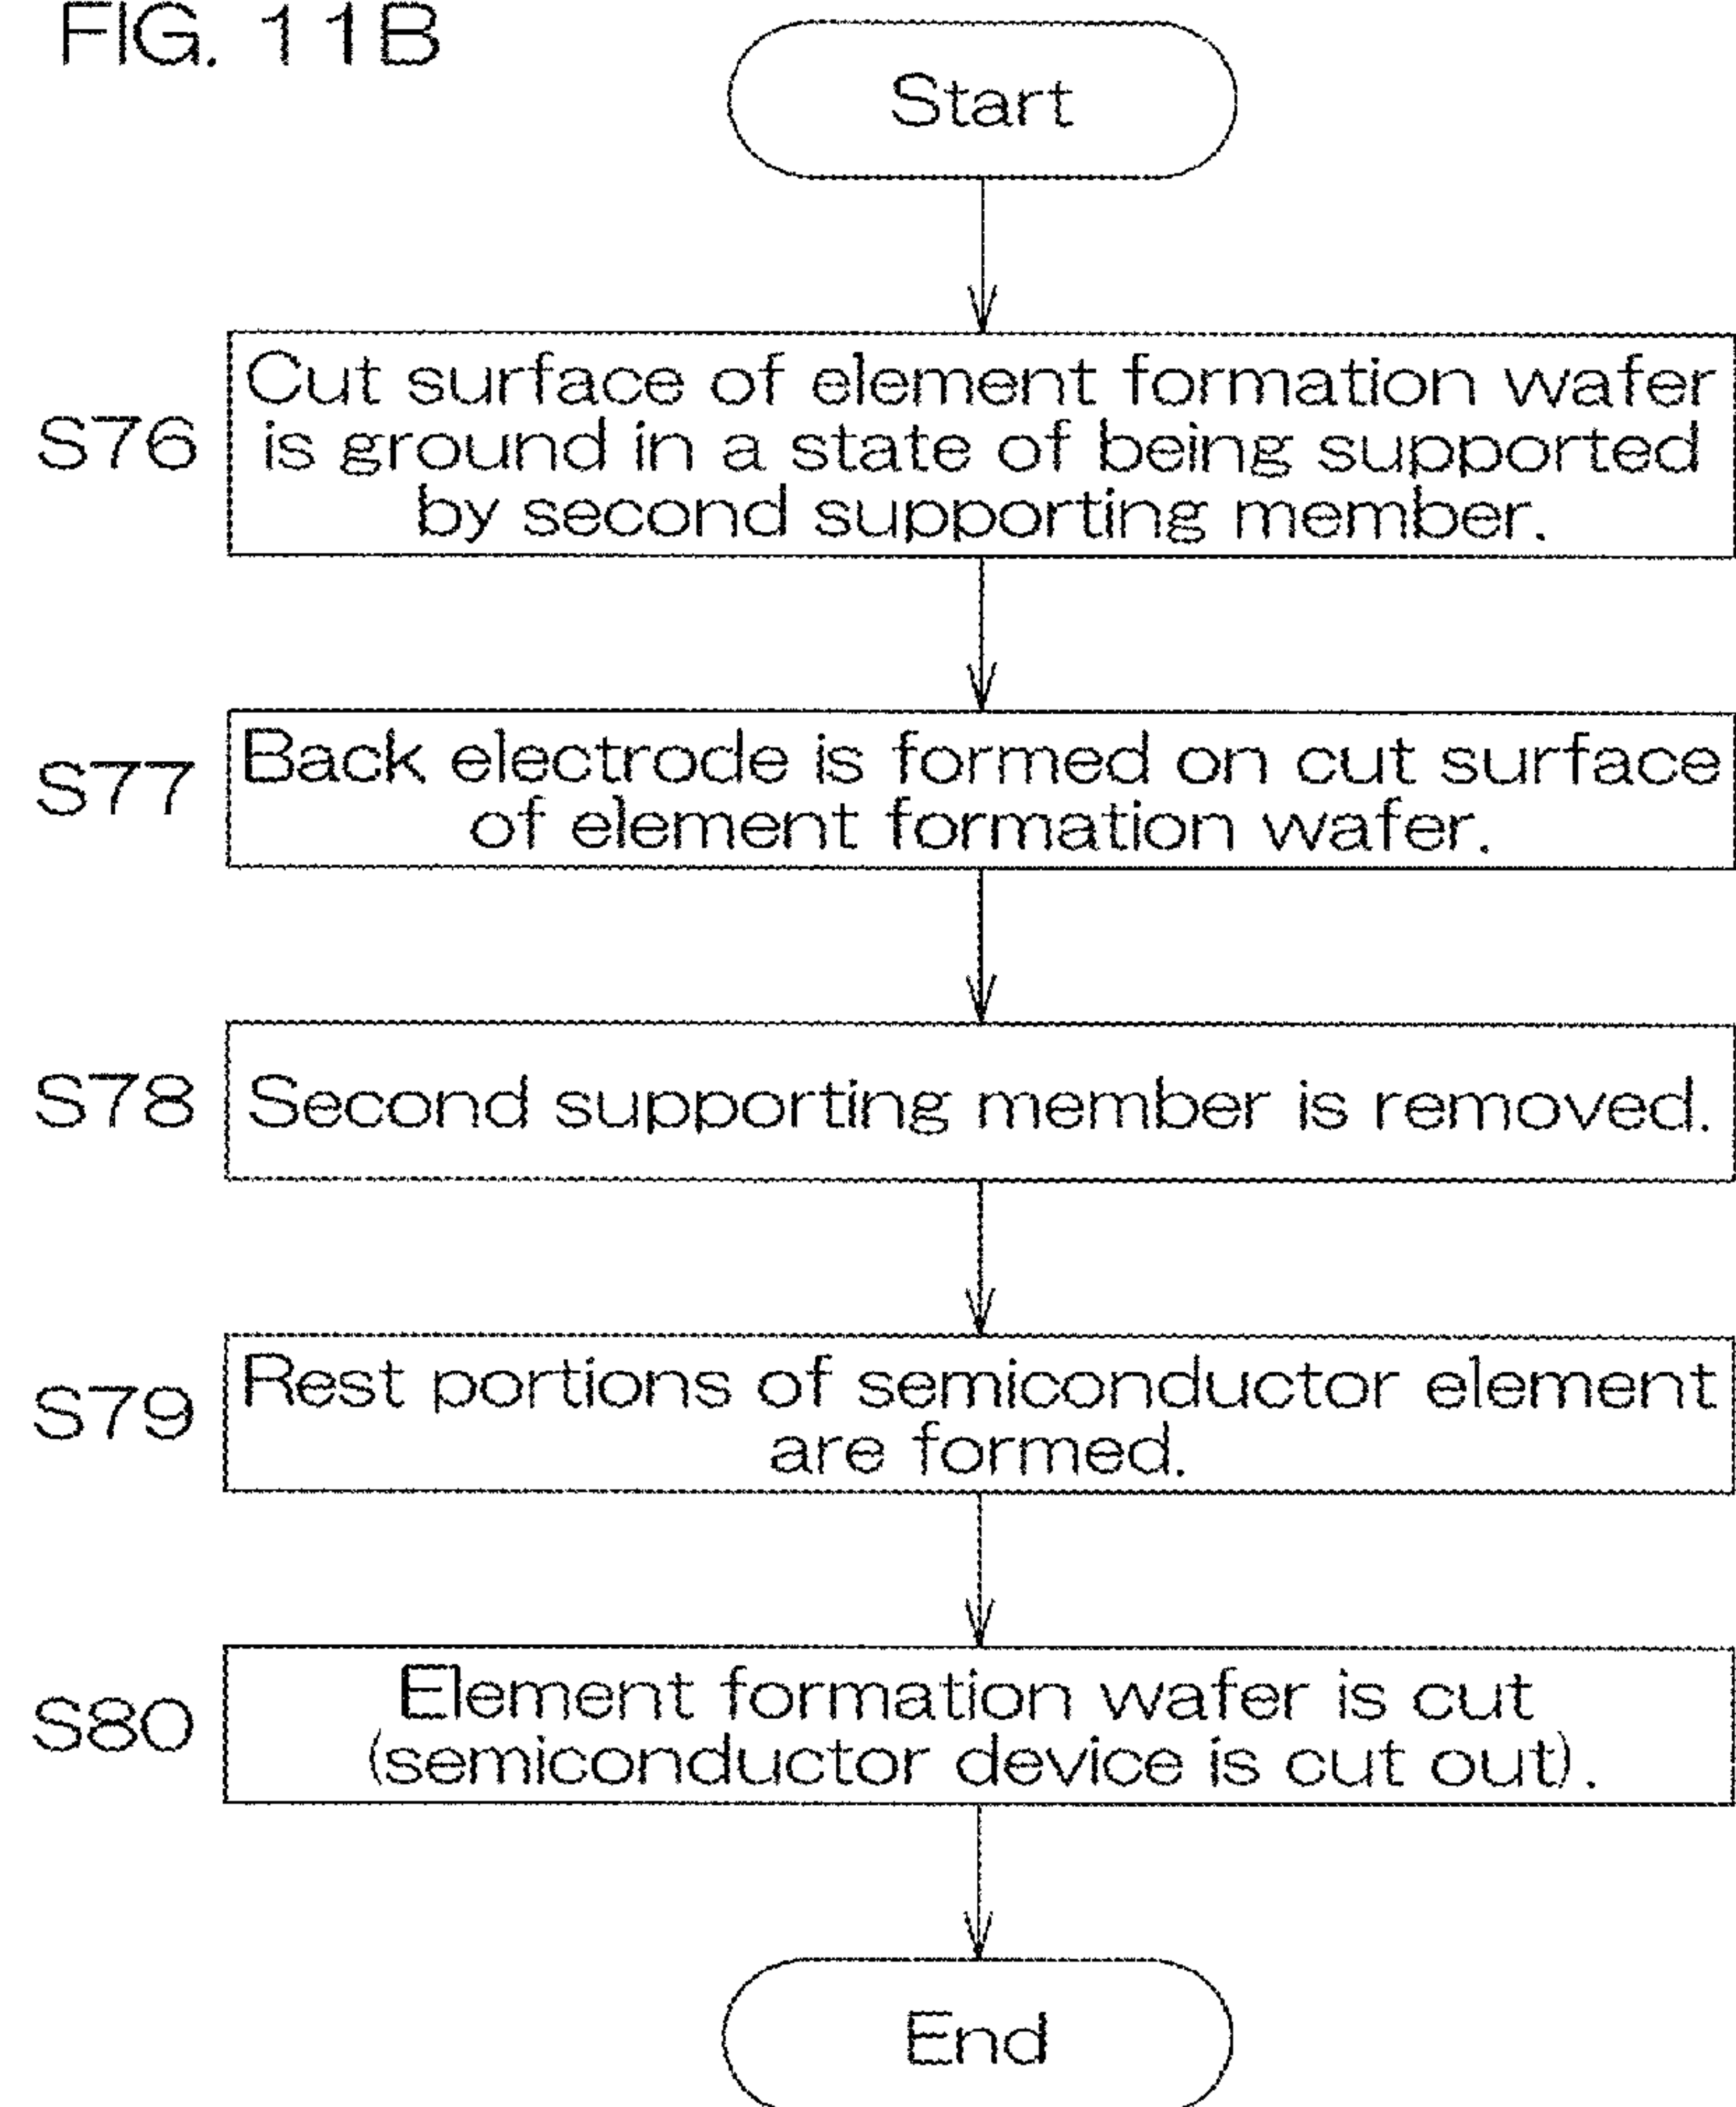 FIG. 11B
Start
S76
Cut surface of element formation wafer
is ground in a state of being supported
by second supporting member.
S77
Back electrode is formed on cut surface
of element formation wafer.
S78
Second supporting member is removed.
S79
Rest portions of semiconductor element
are formed.
S80
Element formation wafer is cut
(semiconductor device is cut out).
End